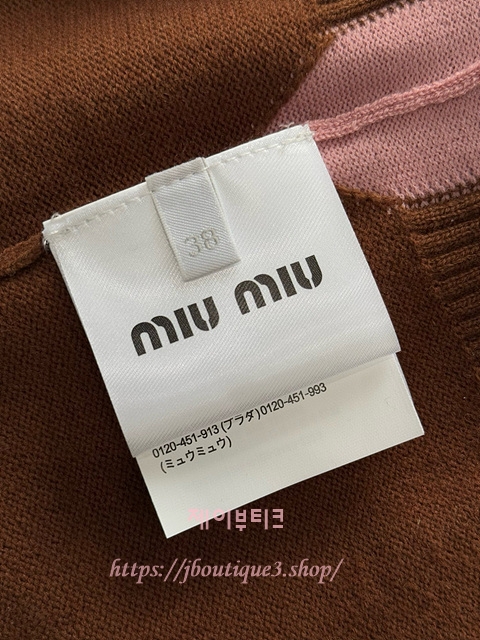 38
miu miu
0120-451-913(プラダ)0120-451-993
(ミュウミュウ)
제이부티크
https://jboutique3.shop/